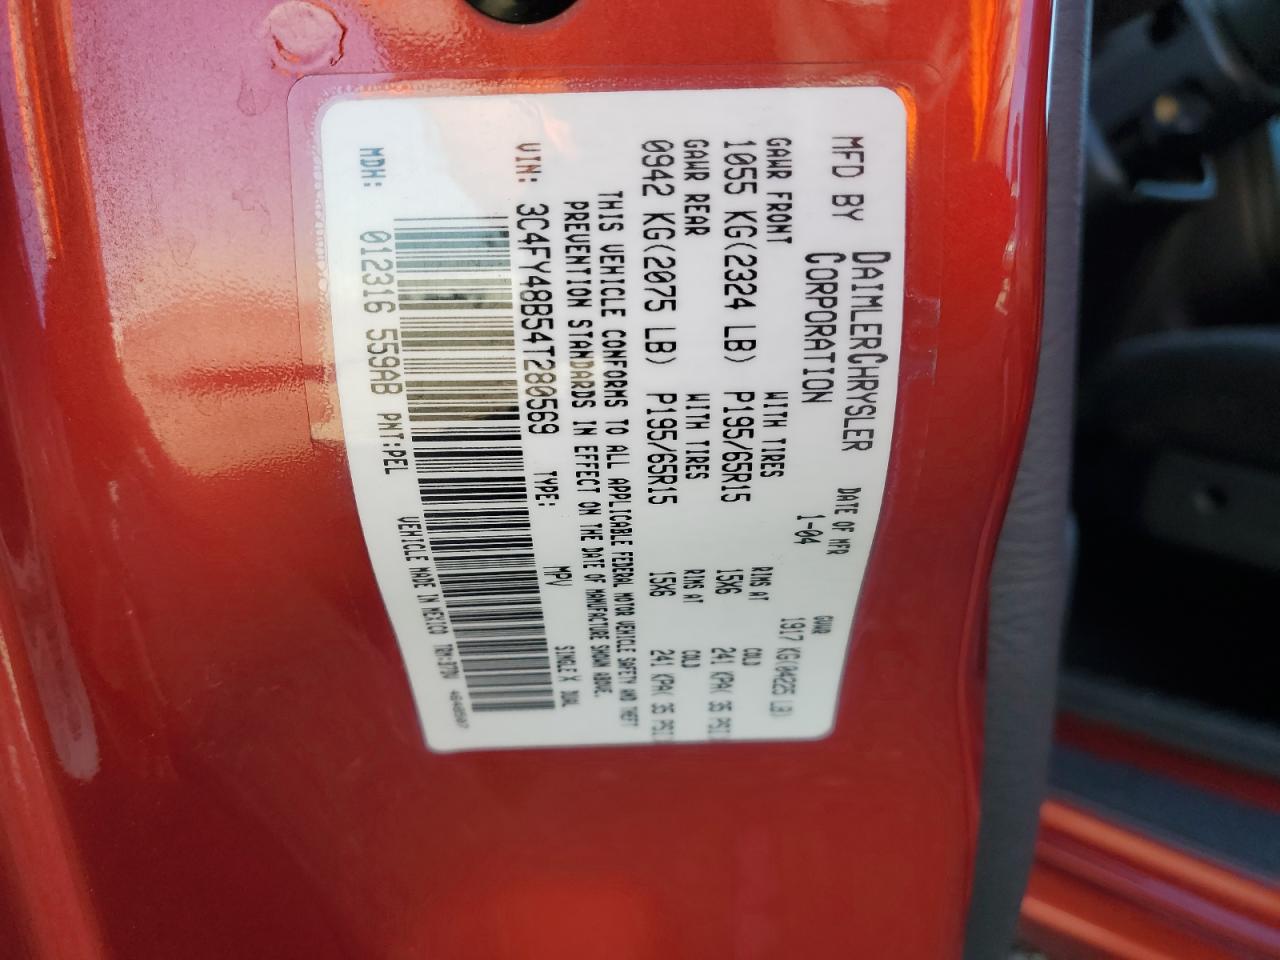 MFD BY DAIMLERCHRYSLER CORPORATION
DATE OF MFR 1-04
GVWR 1917 KG(04225 LB)
GAWR FRONT WITH TIRES RIMS AT COLD
1055 KG(2324 LB) P195/65R15 15X6 241 KPA( 35 PSI)
GAWR REAR WITH TIRES RIMS AT COLD
0942 KG(2075 LB) P195/65R15 15X6 241 KPA( 35 PSI)
THIS VEHICLE CONFORMS TO ALL APPLICABLE FEDERAL MOTOR VEHICLE SAFETY AND THEFT
PREVENTION STANDARDS IN EFFECT ON THE DATE OF MANUFACTURE SHOWN ABOVE.
VIN: 3C4FY48B54T280569 TYPE: MPV SINGLE X DUAL
MDH: 012316 559AB PNT:PEL
VEHICLE MADE IN MEXICO